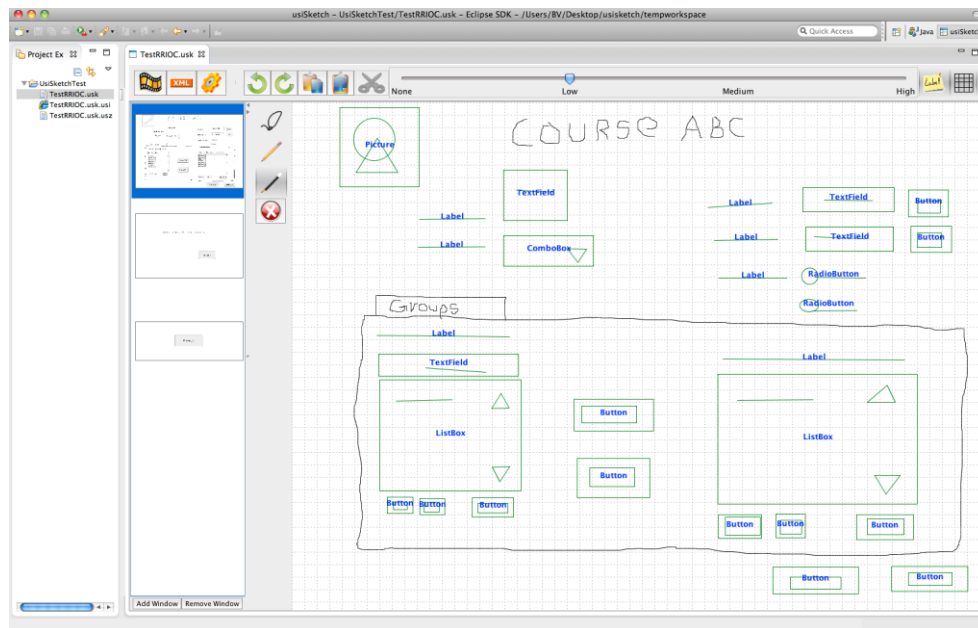 usiSketch - UsiSketchTest/TestRRIOC.usk - Eclipse SDK - /Users/BV/Desktop/usisketch/tempworkspace
Quick Access
Java
usiSketc
Project Ex
TestRRIOC.usk
UsiSketchTest
TestRRIOC.usk
TestRRIOC.usk.usi
TestRRIOC.usk.usz
XML
None
Low
Medium
High
Label
COURSE ABC
Picture
TextField
Label
Label
TextField
Button
Label
ComboBox
Label
TextField
Button
Label
RadioButton
RadioButton
Groups
Label
TextField
Label
Button
ListBox
ListBox
Button
Button
Button
Button
Button
Button
Button
Button
Button
Add Window
Remove Window